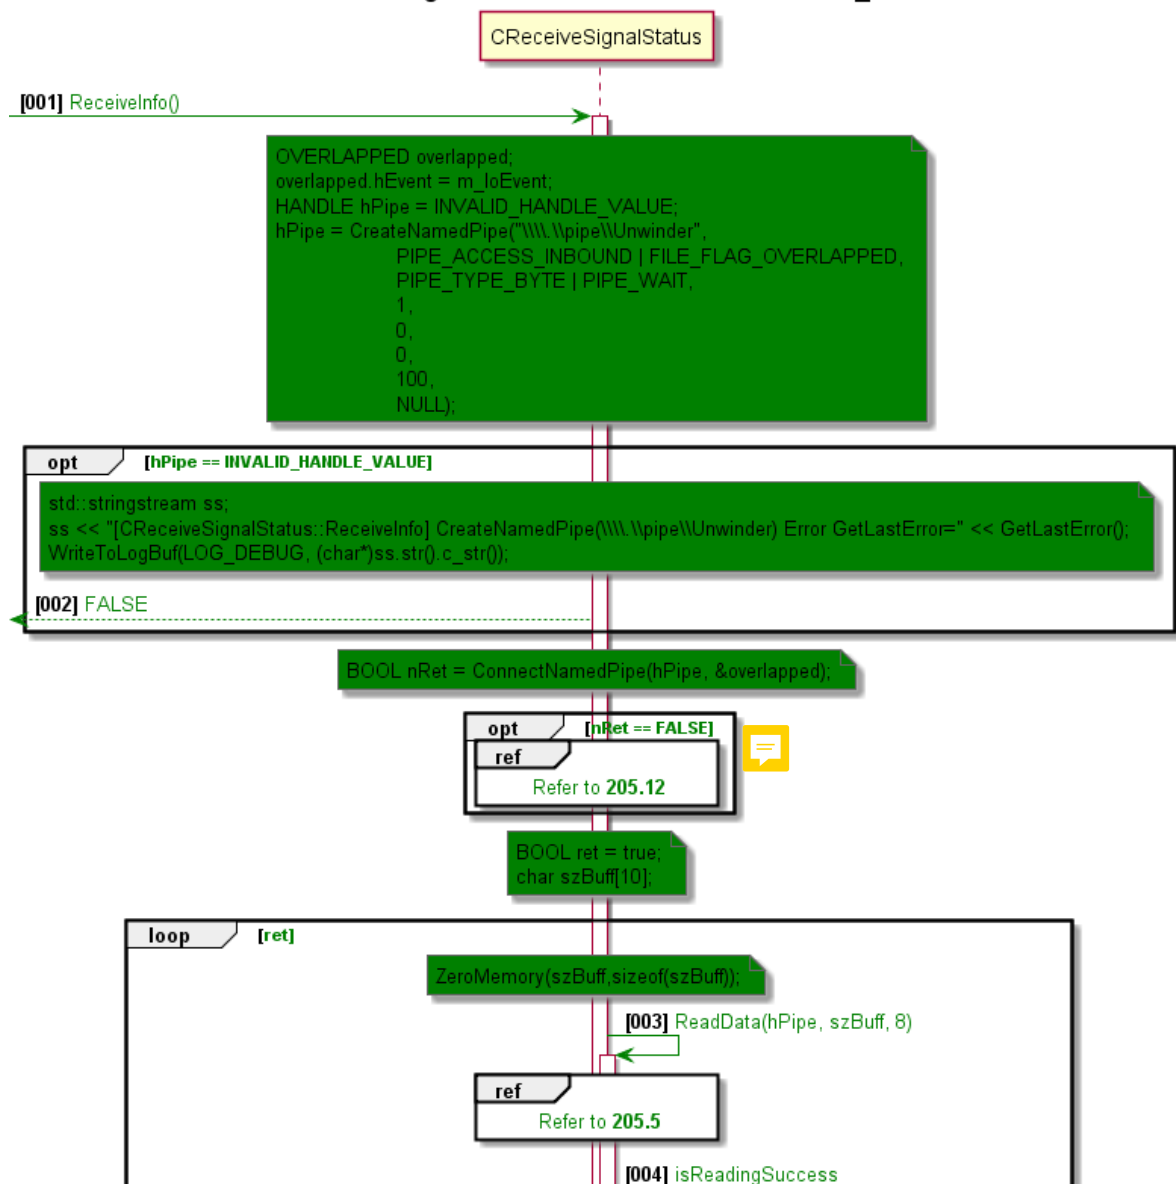 CReceiveSignalStatus
[001] ReceiveInfo()
OVERLAPPED overlapped;
overlapped.hEvent = m_IoEvent;
HANDLE hPipe = INVALID_HANDLE_VALUE;
hPipe = CreateNamedPipe("\\\\.\\pipe\\Unwinder",
PIPE_ACCESS_INBOUND | FILE_FLAG_OVERLAPPED,
PIPE_TYPE_BYTE | PIPE_WAIT,
1,
0,
0,
100,
NULL);
opt [hPipe == INVALID_HANDLE_VALUE]
std::stringstream ss;
ss << "[CReceiveSignalStatus::ReceiveInfo] CreateNamedPipe(\\\\.\\pipe\\Unwinder) Error GetLastError=" << GetLastError();
WriteToLogBuf(LOG_DEBUG, (char*)ss.str().c_str());
[002] FALSE
BOOL nRet = ConnectNamedPipe(hPipe, &overlapped);
opt [nRet == FALSE]
ref
Refer to 205.12
BOOL ret = true;
char szBuff[10];
loop [ret]
ZeroMemory(szBuff,sizeof(szBuff));
[003] ReadData(hPipe, szBuff, 8)
ref
Refer to 205.5
[004] isReadingSuccess